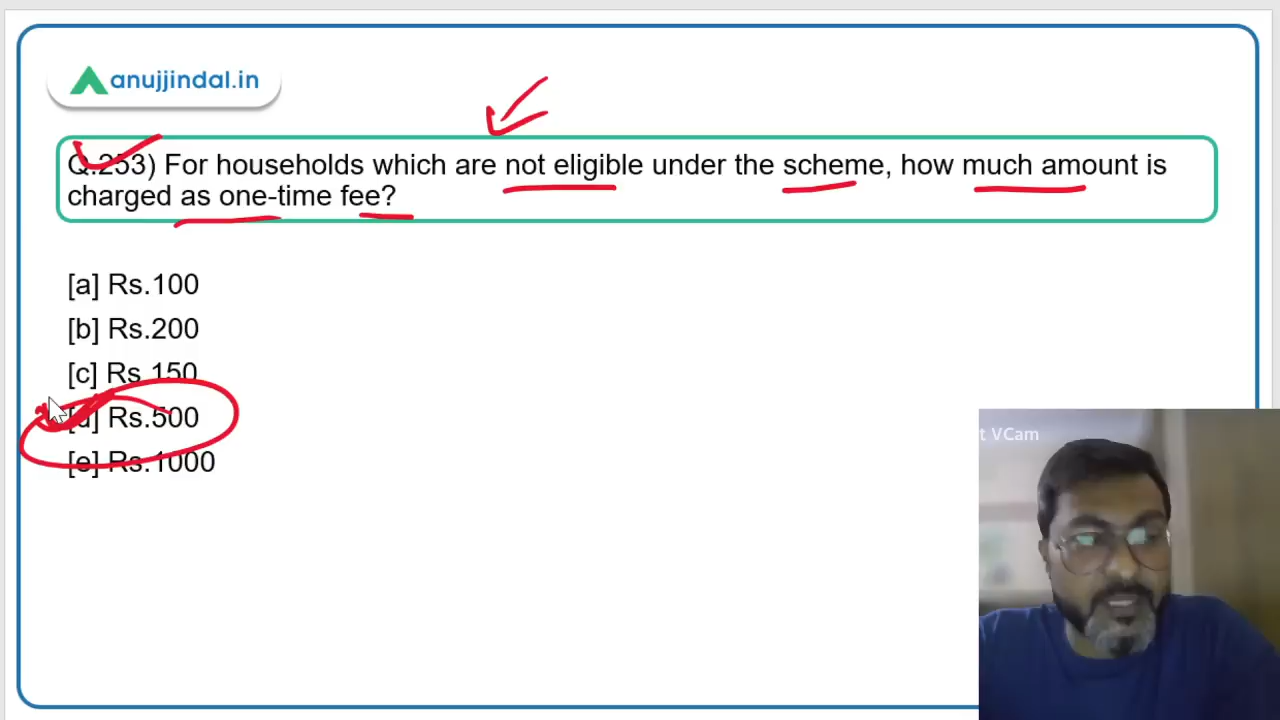 anujjindal.in
Q.253) For households which are not eligible under the scheme, how much amount is
charged as one-time fee?
[a] Rs.100
[b] Rs.200
[c] Rs.150
[d] Rs.500
[e] Rs.1000
t VCam